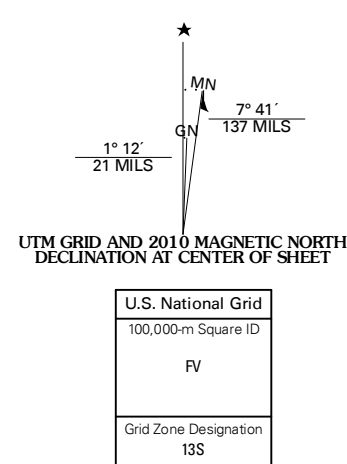 MN
7° 41´
137 MILS
GN
1° 12´
21 MILS
UTM GRID AND 2010 MAGNETIC NORTH
DECLINATION AT CENTER OF SHEET
U.S. National Grid
100,000-m Square ID
FV
Grid Zone Designation
13S